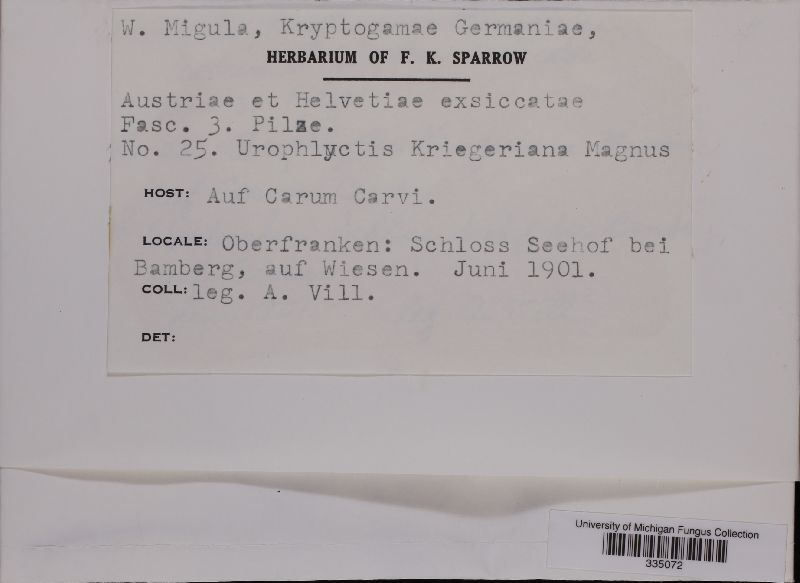 W. Migula, Kryptogamae Germaniae,
HERBARIUM OF F. K. SPARROW
Austriae et Helvetiae exsiccatae
Fasc. 3. Pilze.
No. 25. Urophlyctis Kriegeriana Magnus
HOST: Auf Carum Carvi.
LOCALE: Oberfranken: Schloss Seehof bei
Bamberg, auf Wiesen. Juni 1901.
COLL: leg. A. Vill.
DET:
University of Michigan Fungus Collection
335072